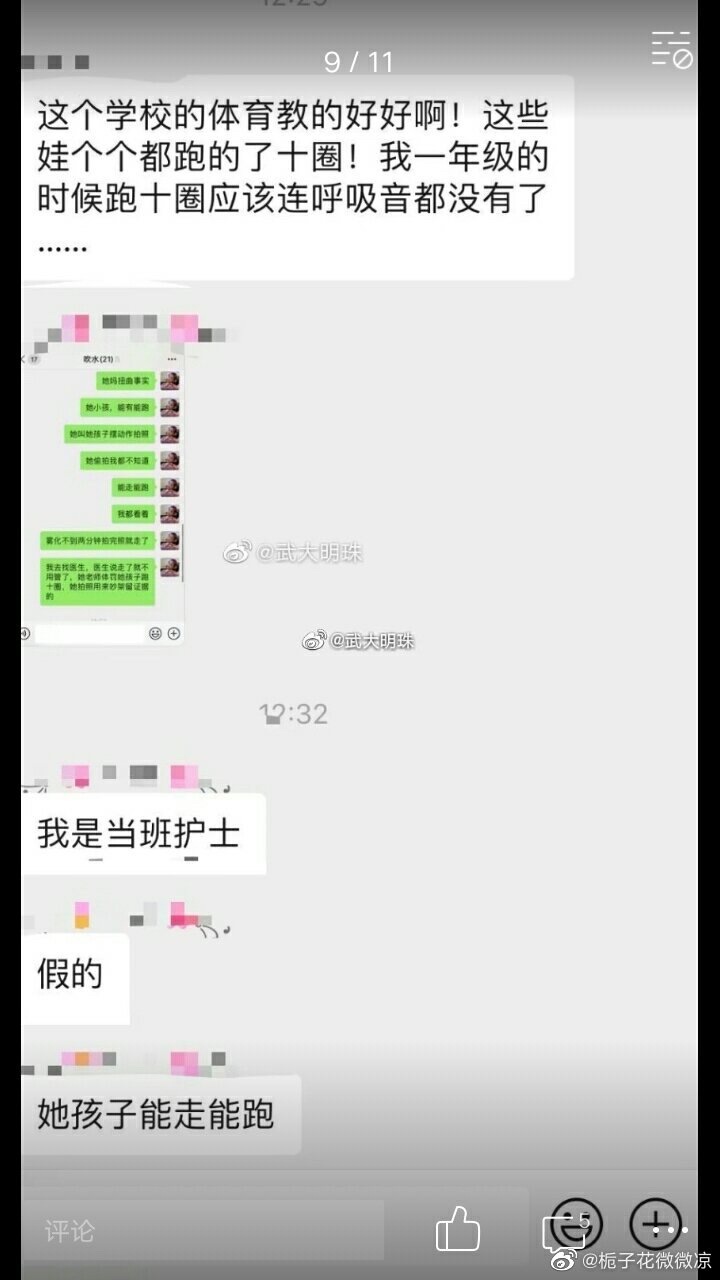 9 / 11
这个学校的体育教的好好啊！这些
娃个个都跑的了十圈！我一年级的
时候跑十圈应该连呼吸音都没有了
......
17
吹水(21)
她妈扭曲事实
她小孩，能有能跑
她叫她孩子摆动作拍照
她偷拍我都不知道
能走能跑
我都看着
雾化不到两分钟拍完照就走了
我去找医生，医生说走了就不
用管了，她老师体罚她孩子跑
十圈，她拍照用来吵架留证据
的
@武大明珠
@武大明珠
12:32
我是当班护士
假的
她孩子能走能跑
评论
5
@栀子花微微凉